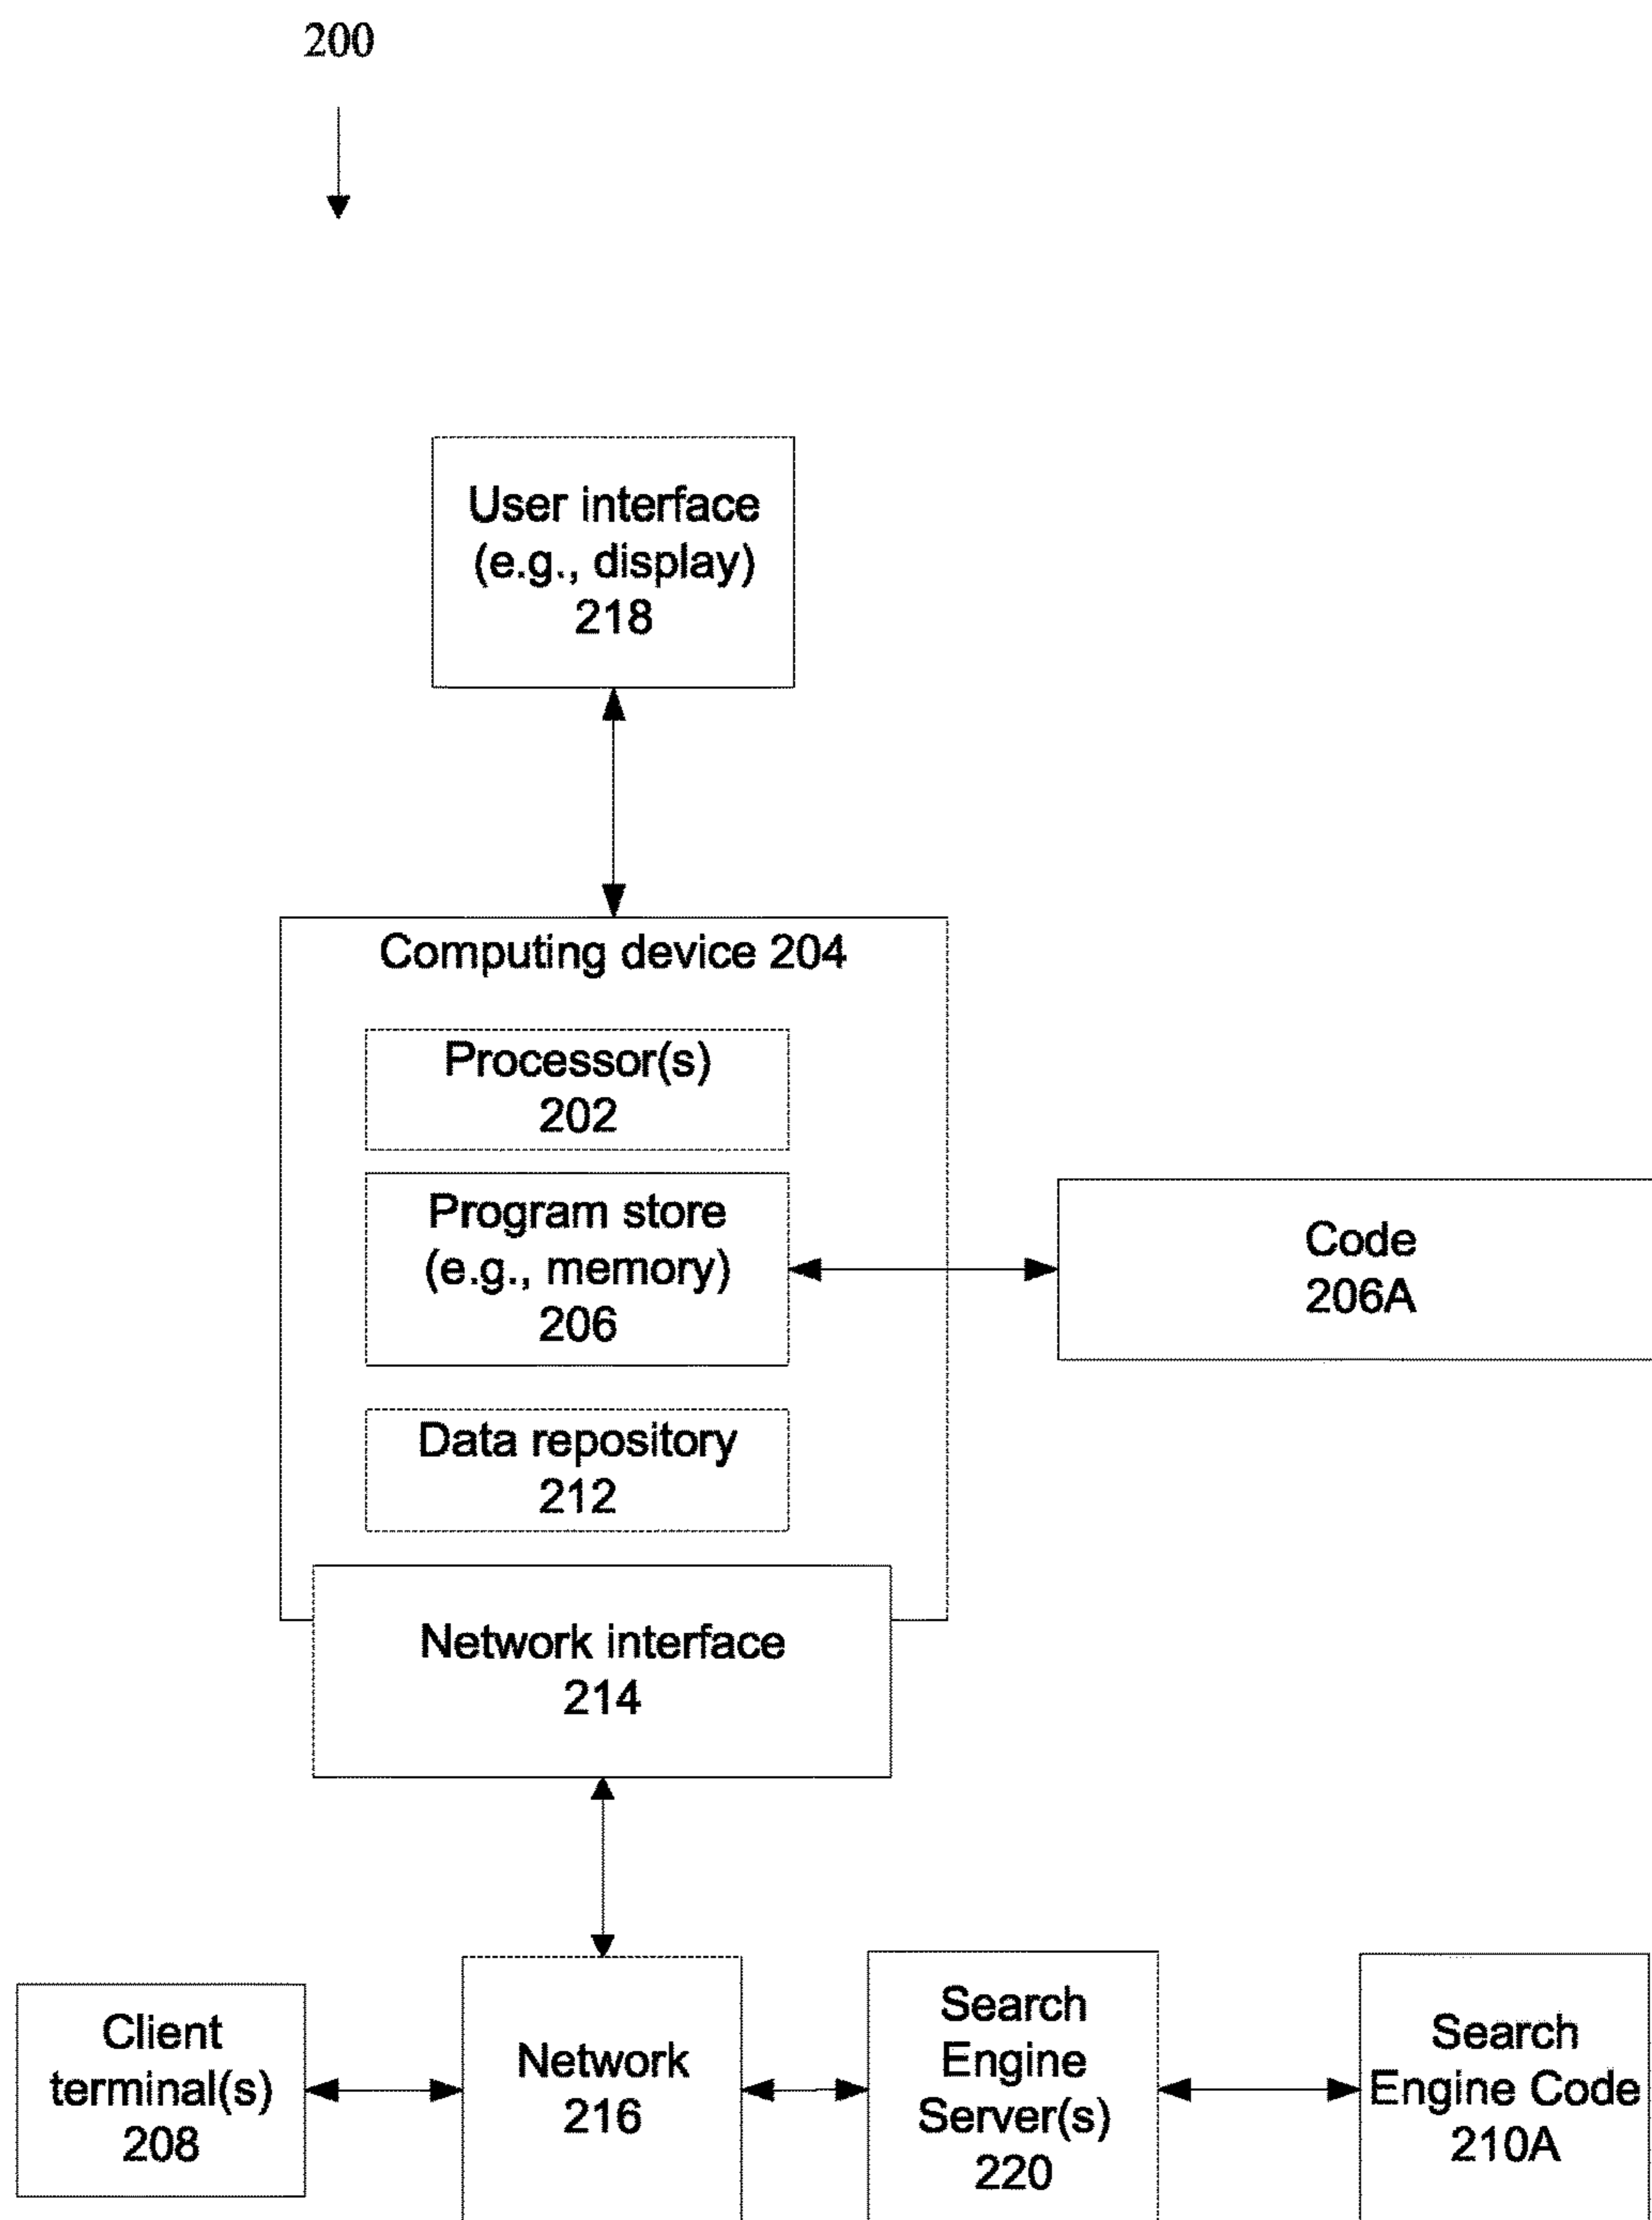 200
User interface
(e.g., display)
218
Computing device 204
Processor(s)
202
Program store
(e.g., memory)
206
Code
206A
Data repository
212
Network interface
214
Client
terminal(s)
208
Network
216
Search
Engine
Server(s)
220
Search
Engine Code
210A